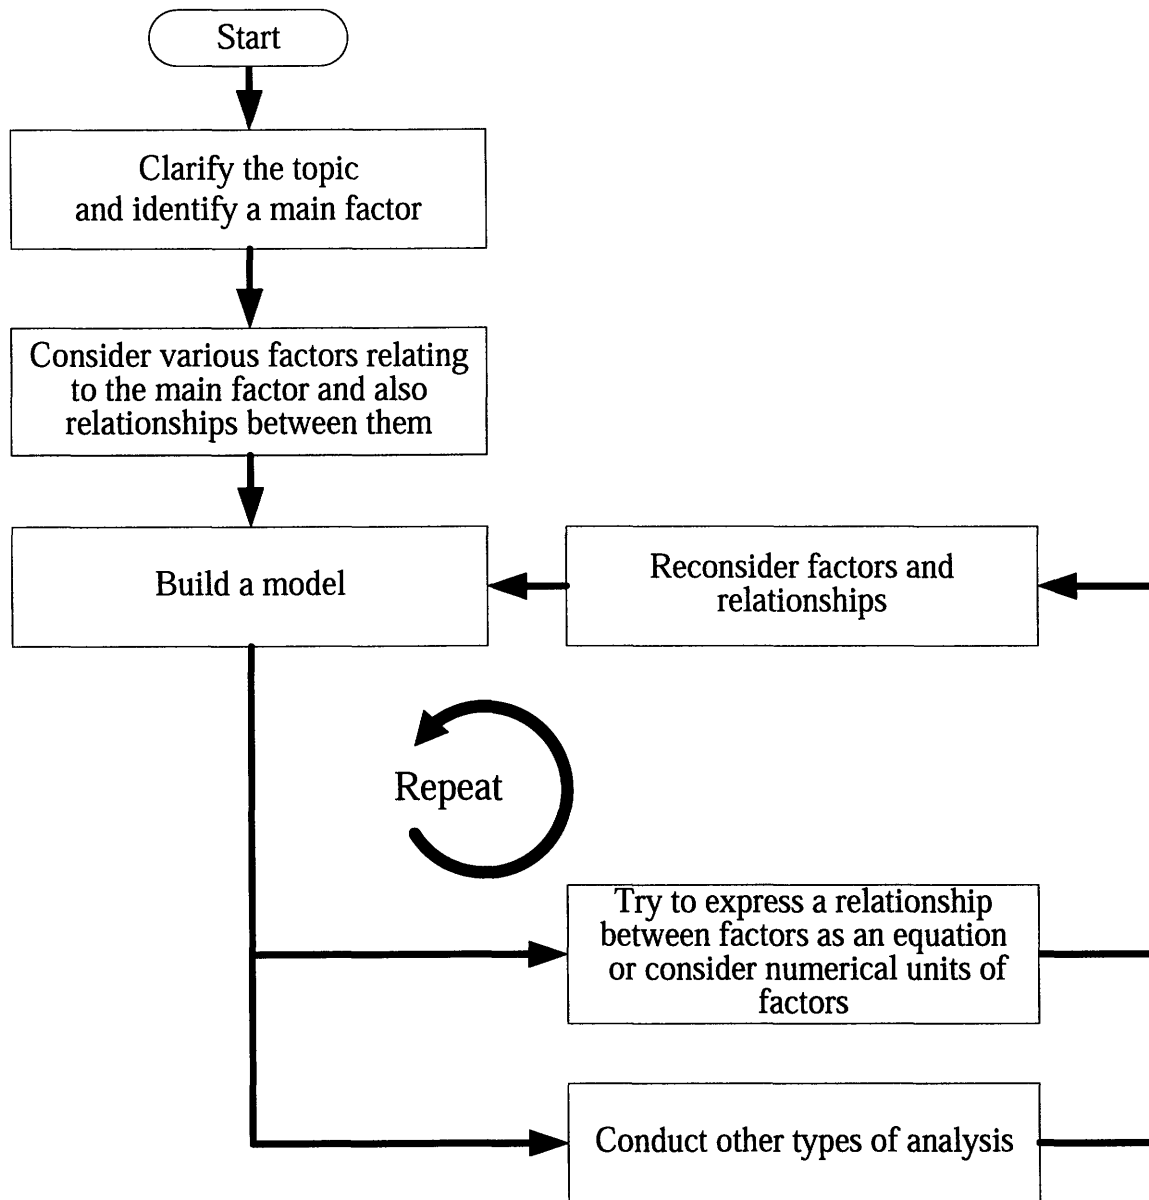 Start
Clarify the topic
and identify a main factor
Consider various factors relating
to the main factor and also
relationships between them
Build a model
Reconsider factors and
relationships
Repeat
Try to express a relationship
between factors as an equation
or consider numerical units of
factors
Conduct other types of analysis